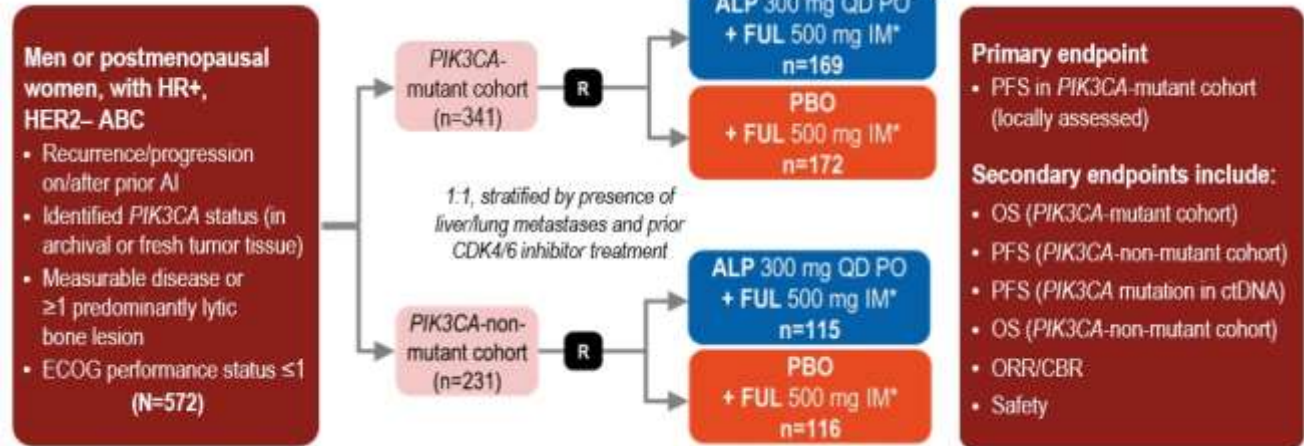 Men or postmenopausal
women, with HR+,
HER2– ABC
• Recurrence/progression
on/after prior AI
• Identified PIK3CA status (in
archival or fresh tumor tissue)
• Measurable disease or
≥1 predominantly lytic
bone lesion
• ECOG performance status ≤1
(N=572)
PIK3CA-
mutant cohort
(n=341)
R
ALP 300 mg QD PO
+ FUL 500 mg IM*
n=169
PBO
+ FUL 500 mg IM*
n=172
1:1, stratified by presence of
liver/lung metastases and prior
CDK4/6 inhibitor treatment
PIK3CA-non-
mutant cohort
(n=231)
R
ALP 300 mg QD PO
+ FUL 500 mg IM*
n=115
PBO
+ FUL 500 mg IM*
n=116
Primary endpoint
• PFS in PIK3CA-mutant cohort
(locally assessed)
Secondary endpoints include:
• OS (PIK3CA-mutant cohort)
• PFS (PIK3CA-non-mutant cohort)
• PFS (PIK3CA mutation in ctDNA)
• OS (PIK3CA-non-mutant cohort)
• ORR/CBR
• Safety